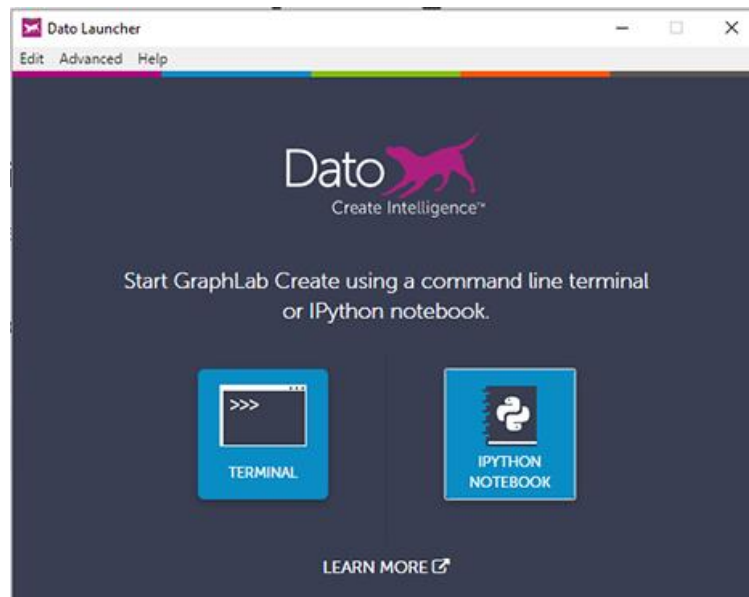 Dato Launcher
Edit Advanced Help
Dato
Create Intelligence™
Start GraphLab Create using a command line terminal
or IPython notebook.
>>>
TERMINAL
IPYTHON
NOTEBOOK
LEARN MORE